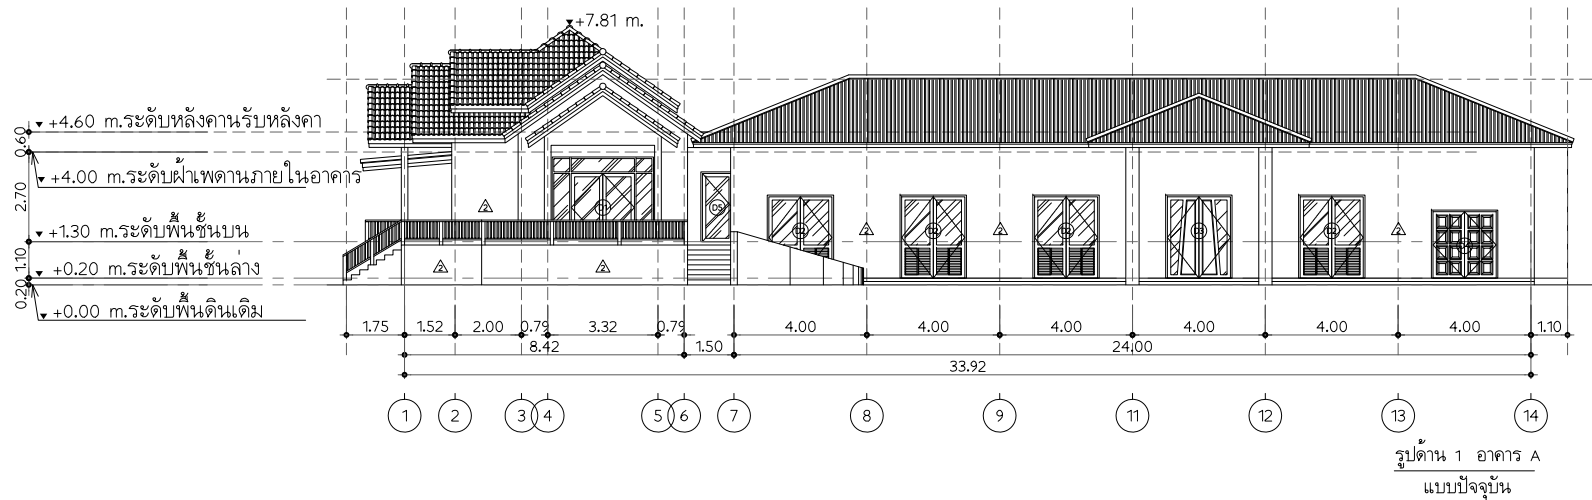 +7.81 m.
+4.60 m.ระดับหลังคานรับหลังคา
+4.00 m.ระดับฝ้าเพดานภายในอาคาร
+1.30 m.ระดับพื้นชั้นบน
+0.20 m.ระดับพื้นชั้นล่าง
+0.00 m.ระดับพื้นดินเดิม
0.60
2.70
1.10
0.20
2 2 2 2 2 2
D5
1.75 1.52 2.00 0.79 3.32 0.79 4.00 4.00 4.00 4.00 4.00 4.00 1.10
8.42 1.50 24.00
33.92
1 2 3 4 5 6 7 8 9 11 12 13 14
รูปด้าน 1 อาคาร A
แบบปัจจุบัน